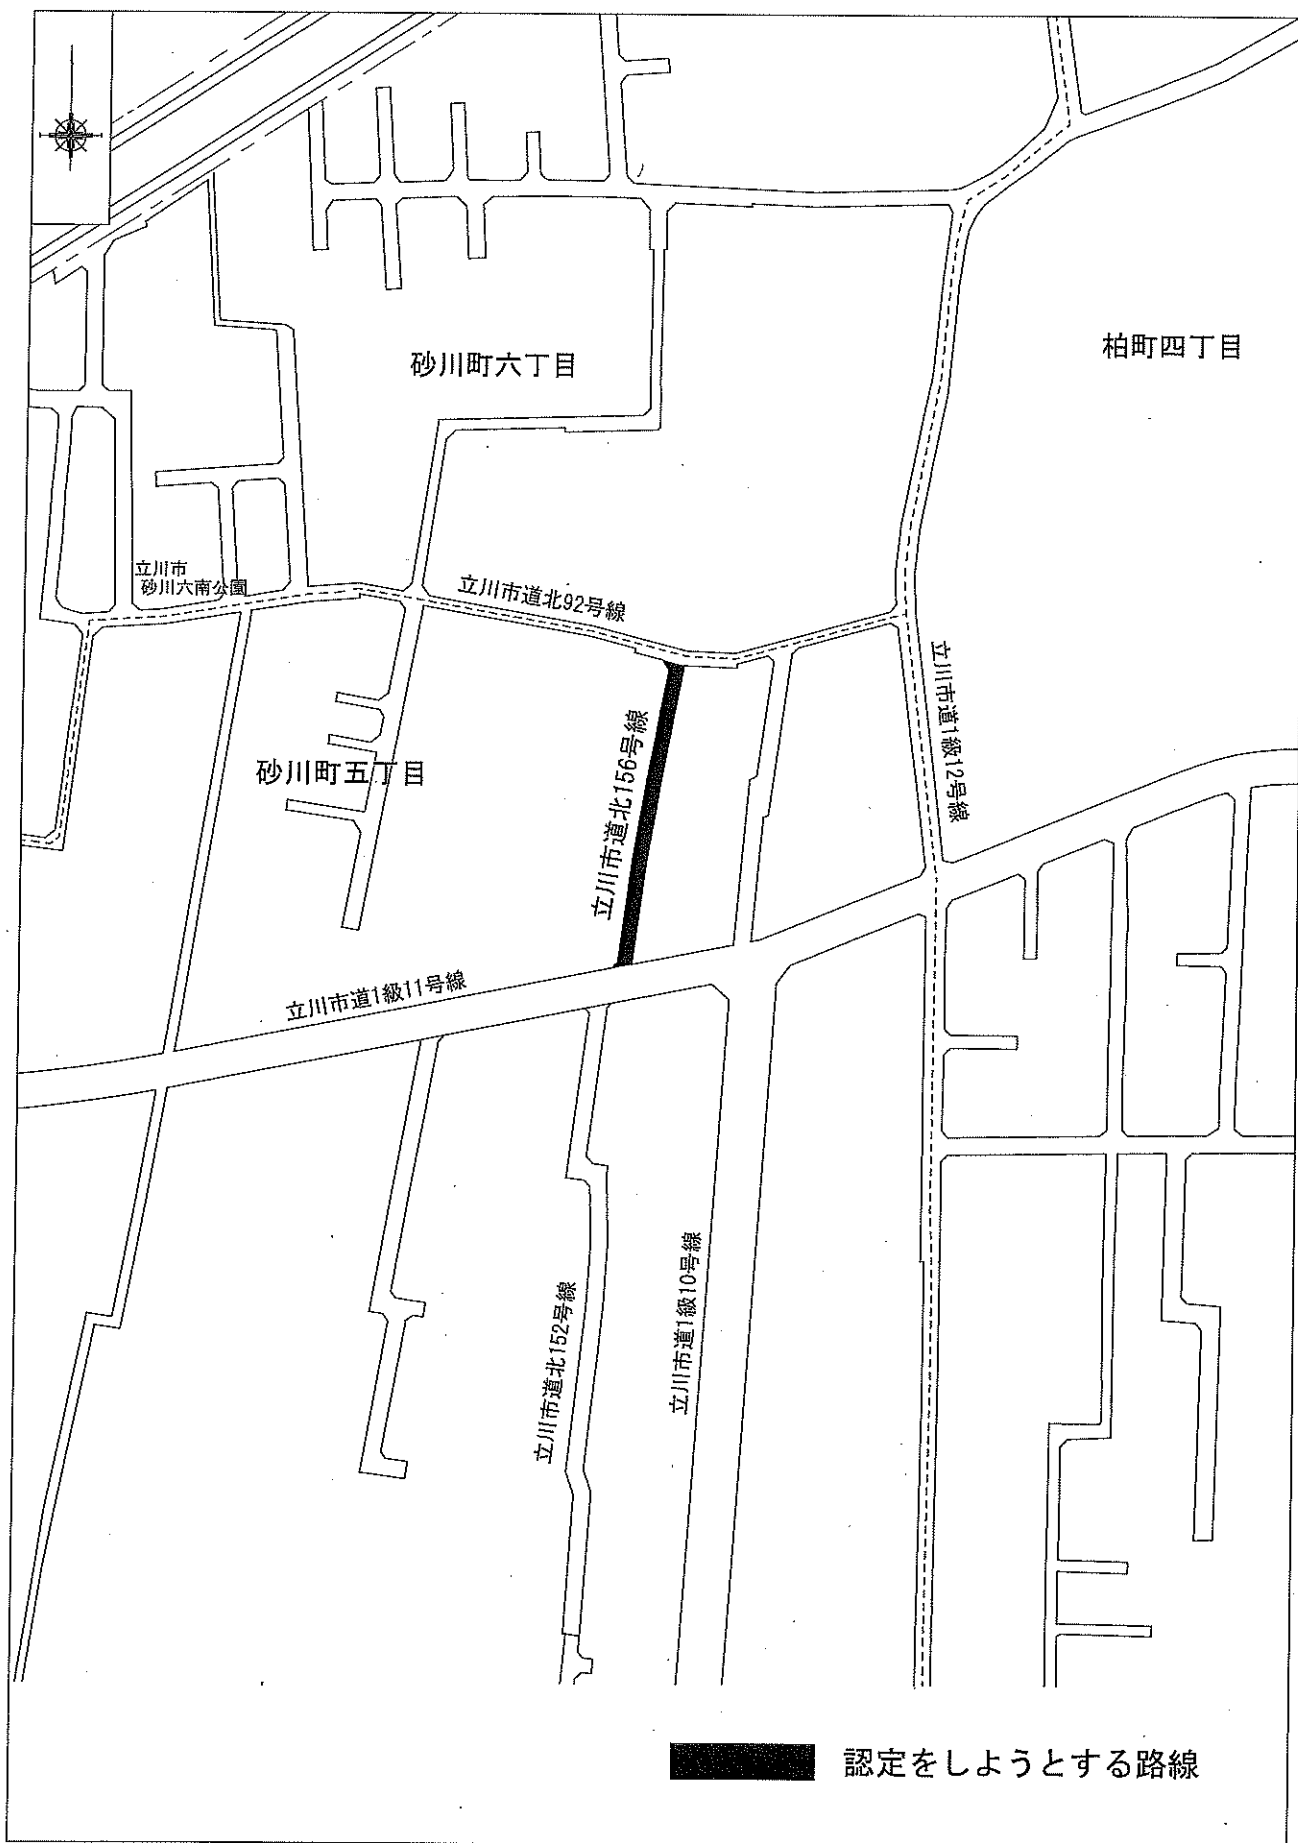 柏町四丁目
砂川町六丁目
立川市
砂川六南公園
立川市道北92号線
立川市道1級12号線
立川市道北156号線
砂川町五丁目
立川市道1級11号線
立川市道1級10号線
立川市道北152号線
認定をしようとする路線